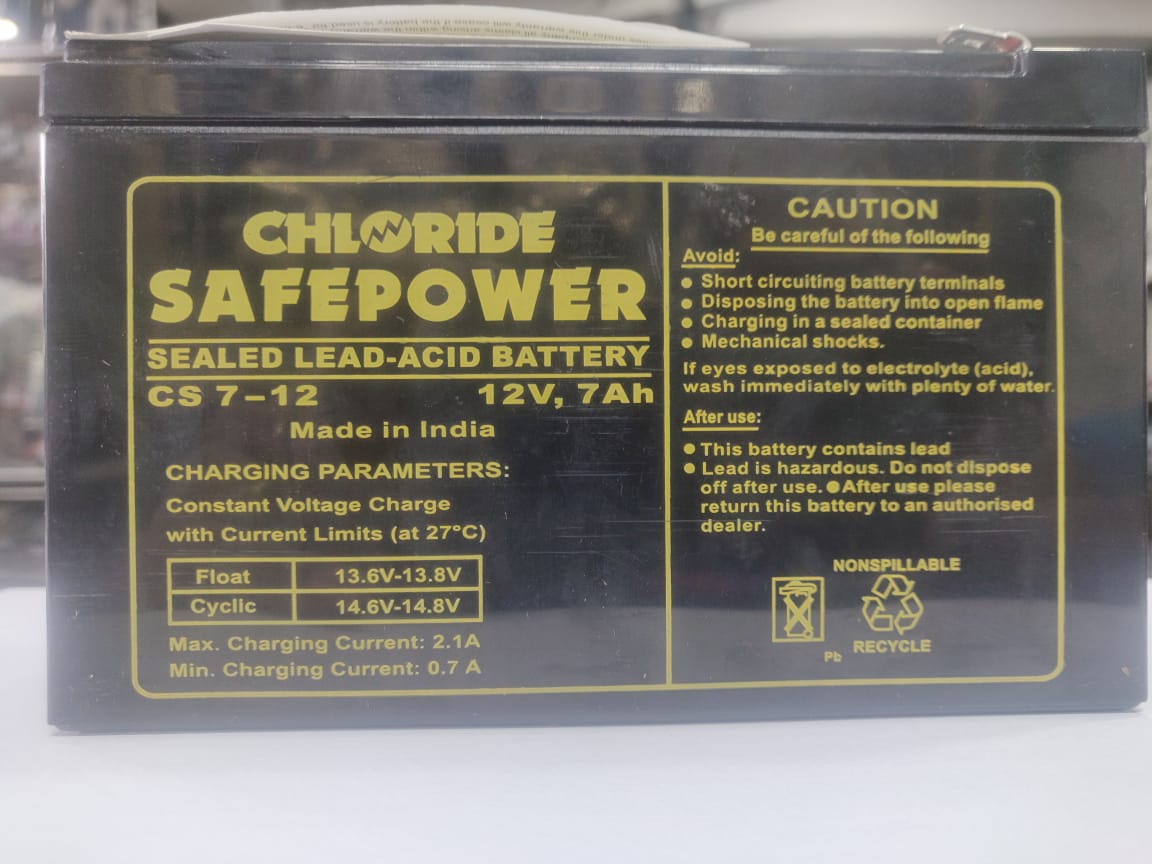 CHLORIDE
SAFEPOWER
SEALED LEAD-ACID BATTERY
CS 7-12 12V, 7Ah
Made in India
CHARGING PARAMETERS:
Constant Voltage Charge
with Current Limits (at 27°C)
Float 13.6V-13.8V
Cyclic 14.6V-14.8V
Max. Charging Current: 2.1A
Min. Charging Current: 0.7 A
CAUTION
Be careful of the following
Avoid:
● Short circuiting battery terminals
● Disposing the battery into open flame
● Charging in a sealed container
● Mechanical shocks.
If eyes exposed to electrolyte (acid),
wash immediately with plenty of water.
After use:
● This battery contains lead
● Lead is hazardous. Do not dispose
off after use. ● After use please
return this battery to an authorised
dealer.
NONSPILLABLE
Pb
RECYCLE